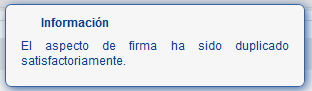 Información
El aspecto de firma ha sido duplicado
satisfactoriamente.